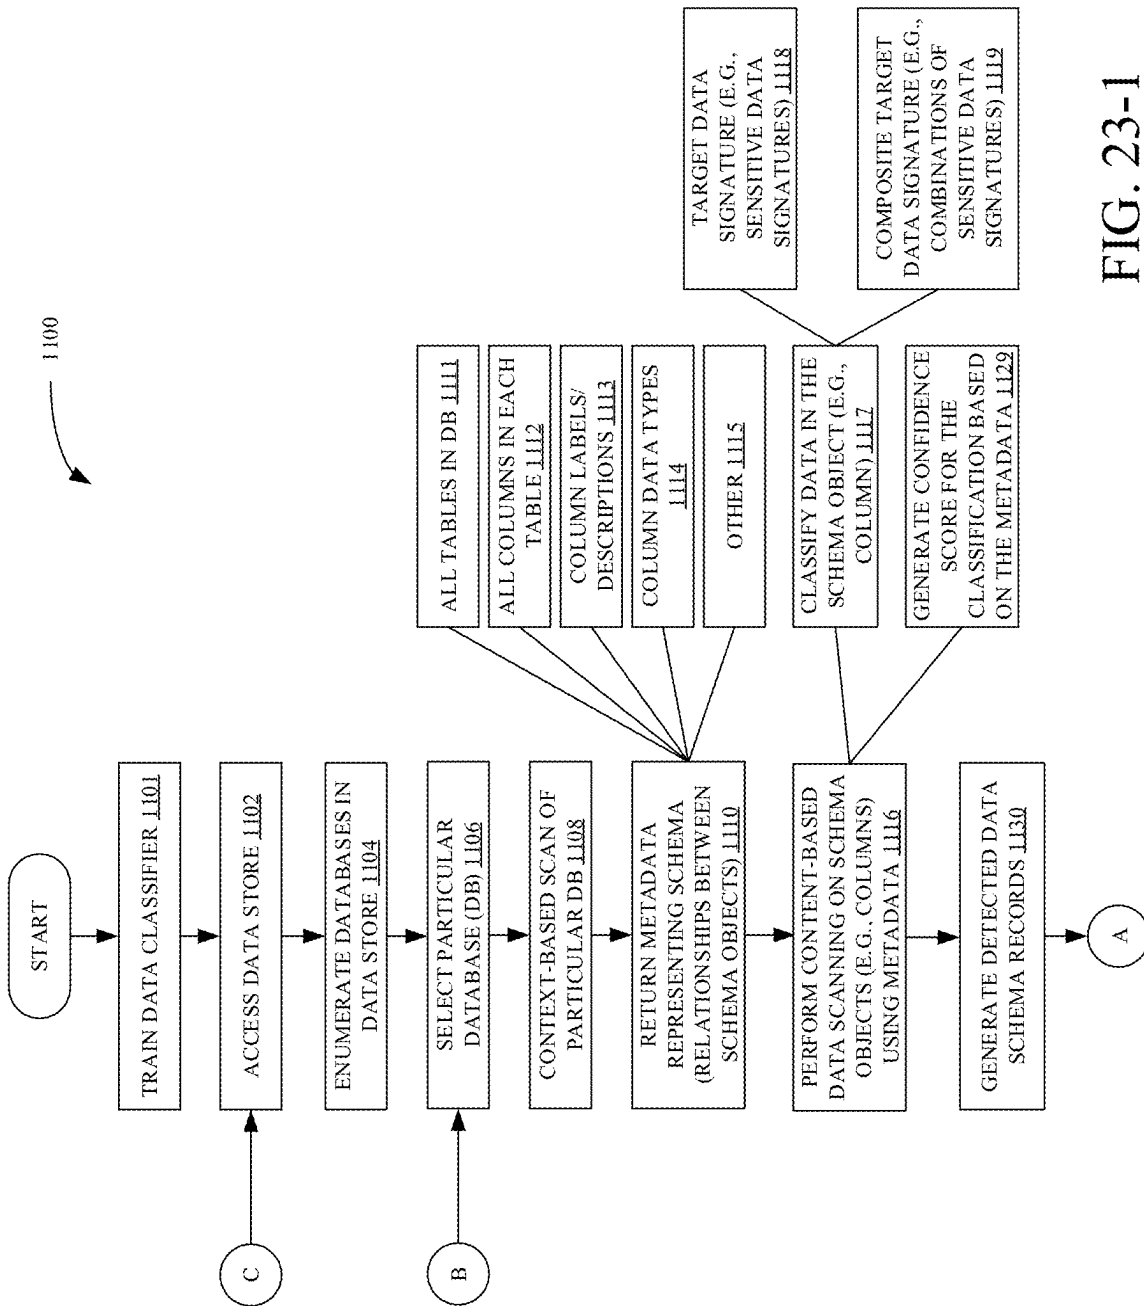 1100
START
TRAIN DATA CLASSIFIER 1101
C
ACCESS DATA STORE 1102
ENUMERATE DATABASES IN
DATA STORE 1104
B
SELECT PARTICULAR
DATABASE (DB) 1106
CONTEXT-BASED SCAN OF
PARTICULAR DB 1108
RETURN METADATA
REPRESENTING SCHEMA
(RELATIONSHIPS BETWEEN
SCHEMA OBJECTS) 1110
ALL TABLES IN DB 1111
ALL COLUMNS IN EACH
TABLE 1112
COLUMN LABELS/
DESCRIPTIONS 1113
COLUMN DATA TYPES
1114
OTHER 1115
PERFORM CONTENT-BASED
DATA SCANNING ON SCHEMA
OBJECTS (E.G., COLUMNS)
USING METADATA 1116
CLASSIFY DATA IN THE
SCHEMA OBJECT (E.G.,
COLUMN) 1117
TARGET DATA
SIGNATURE (E.G.,
SENSITIVE DATA
SIGNATURES) 1118
COMPOSITE TARGET
DATA SIGNATURE (E.G.,
COMBINATIONS OF
SENSITIVE DATA
SIGNATURES) 1119
GENERATE CONFIDENCE
SCORE FOR THE
CLASSIFICATION BASED
ON THE METADATA 1129
GENERATE DETECTED DATA
SCHEMA RECORDS 1130
A
FIG. 23-1